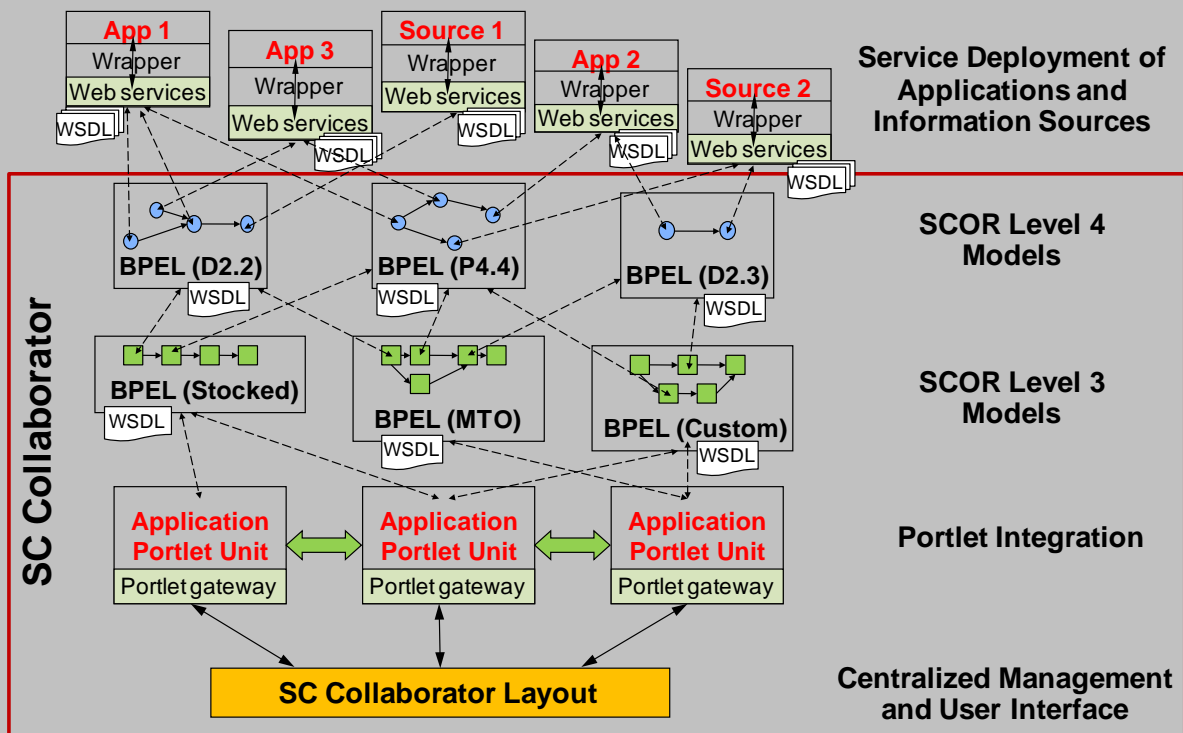 App 1
Wrapper
Web services
WSDL
App 3
Wrapper
Web services
WSDL
Source 1
Wrapper
Web services
WSDL
App 2
Wrapper
Web services
WSDL
Source 2
Wrapper
Web services
WSDL
Service Deployment of
Applications and
Information Sources
SC Collaborator
BPEL (D2.2)
WSDL
BPEL (P4.4)
WSDL
BPEL (D2.3)
WSDL
SCOR Level 4
Models
BPEL (Stocked)
WSDL
BPEL (MTO)
WSDL
BPEL (Custom)
WSDL
SCOR Level 3
Models
Application
Portlet Unit
Portlet gateway
Application
Portlet Unit
Portlet gateway
Application
Portlet Unit
Portlet gateway
Portlet Integration
SC Collaborator Layout
Centralized Management
and User Interface